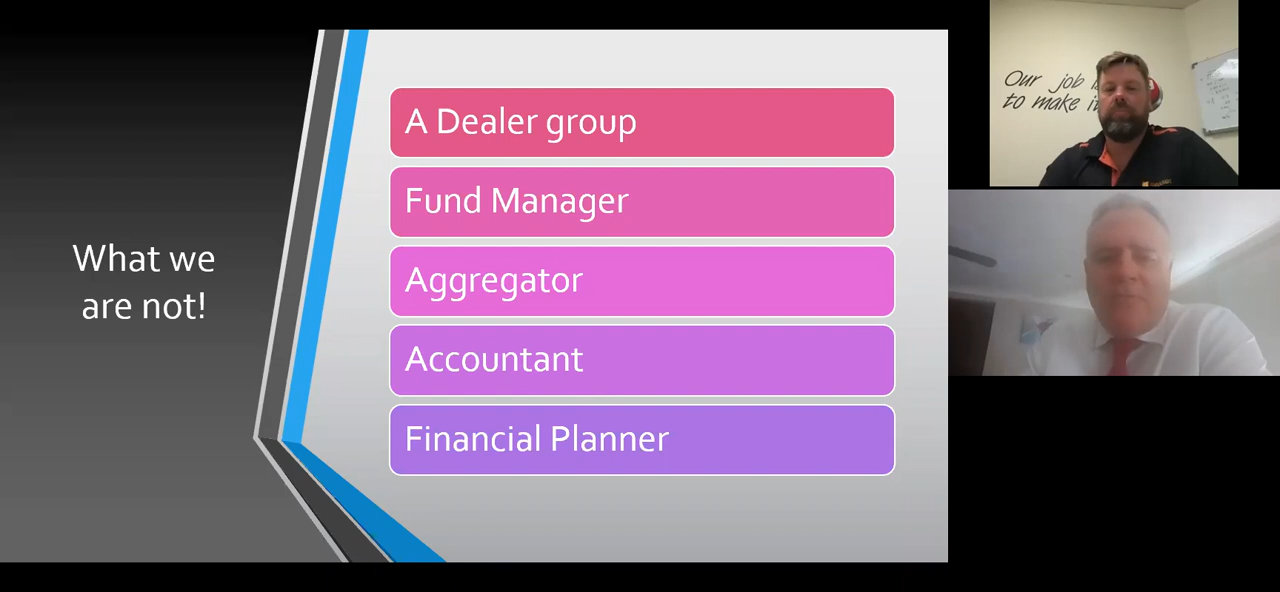 What we
are not!
A Dealer group
Fund Manager
Aggregator
Accountant
Financial Planner
Our job
to make